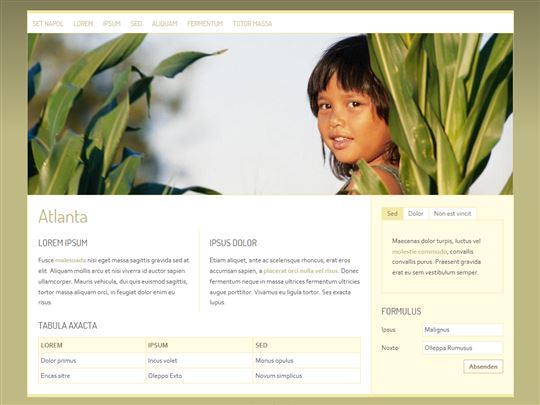 SET NAPOL LOREM IPSUM SED ALIQUAM FERMENTUM TOTOR MASSA
Atlanta
LOREM IPSUM
Fusce malesuada nisi eget massa sagittis gravida sed at
elit. Aliquam mollis arcu et nisi viverra id auctor sapien
ullamcorper. Mauris vehicula, dui quis euismod sagittis,
tortor massa aliquam orci, in feugiat dolor enim eu
risus.
IPSUS DOLOR
Etiam aliquet, ante ac scelerisque rhoncus, erat eros
accumsan sapien, a placerat orci nulla vel risus. Donec
fermentum neque in massa ultrices fermentum ultricies
augue porttitor. Vivamus eu ligula tortor. Ses exacta
lupus.
TABULA AXACTA
LOREM IPSUM SED
Dolor primus Incus volet Monus opulus
Encas sitre Oleppo Exto Novum simplicus
Sed Dolor Non est vincit
Maecenas dolor turpis, luctus vel
molestie commodo, convallis
convallis purus. Praesent gravida
erat eu sem vestibulum semper.
FORMULUS
Ipsus Malignus
Noxto Olleppa Rumusus
Absenden